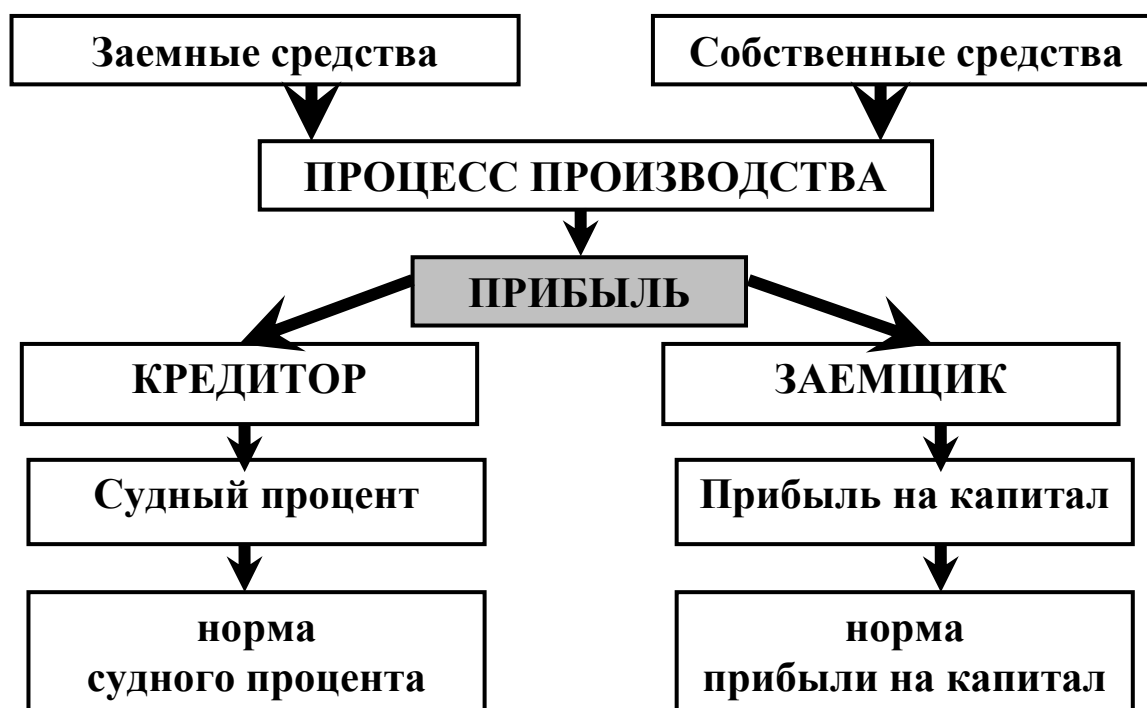 Заемные средства
Собственные средства
ПРОЦЕСС ПРОИЗВОДСТВА
ПРИБЫЛЬ
КРЕДИТОР
ЗАЕМЩИК
Судный процент
Прибыль на капитал
норма
судного процента
норма
прибыли на капитал